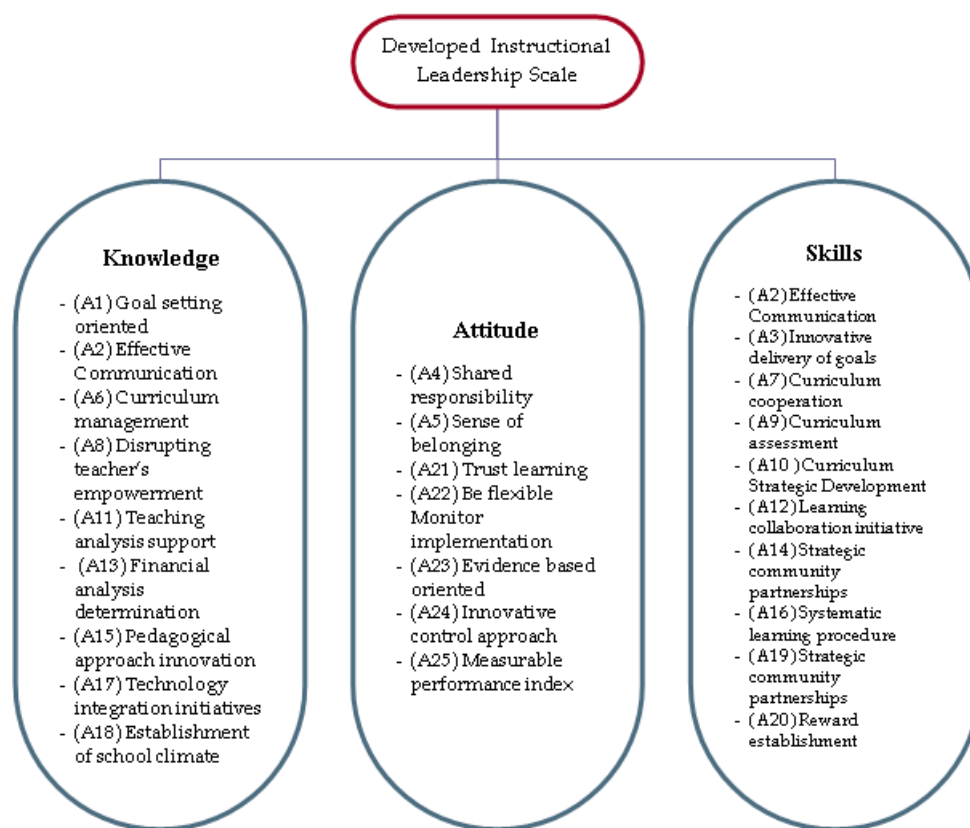 Developed Instructional
Leadership Scale
Knowledge
- (A1) Goal setting
oriented
- (A2) Effective
Communication
- (A6) Curriculum
management
- (A8) Disrupting
teacher's
empowerment
- (A11) Teaching
analysis support
- (A13) Financial
analysis
determination
- (A15) Pedagogical
approach innovation
- (A17) Technology
integration initiatives
- (A18) Establishment
of school climate
Attitude
- (A4) Shared
responsibility
- (A5) Sense of
belonging
- (A21) Trust learning
- (A22) Be flexible
Monitor
implementation
- (A23) Evidence based
oriented
- (A24) Innovative
control approach
- (A25) Measurable
performance index
Skills
- (A2) Effective
Communication
- (A3) Innovative
delivery of goals
- (A7) Curriculum
cooperation
- (A9) Curriculum
assessment
- (A10 ) Curriculum
Strategic Development
- (A12) Learning
collaboration initiative
- (A14) Strategic
community
partnerships
- (A16) Systematic
learning procedure
- (A19) Strategic
community
partnerships
- (A20) Reward
establishment